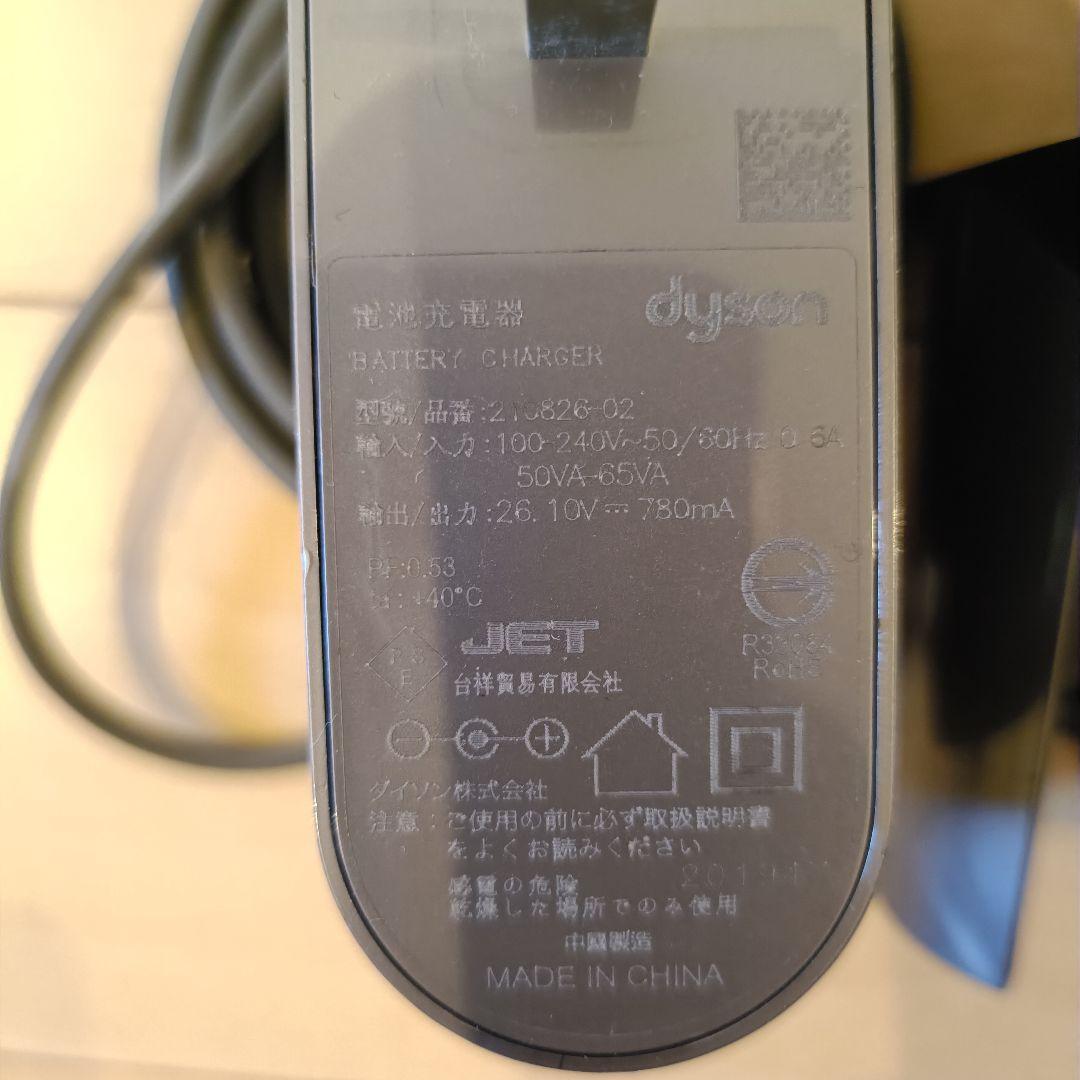 dyson
電池充電器
BATTERY CHARGER
型號/品番:210826-02
輸入/入力:100-240V~50/60Hz 0.6A
50VA-65VA
輸出/出力:26.10V⎓780mA
PF:0.53
+40°C
JET
PS
E
台祥貿易有限会社
RoHS
ダイソン株式会社
注意:ご使用の前に必ず取扱説明書
をよくお読みください
感電の危険
乾燥した場所でのみ使用
中國製造
MADE IN CHINA